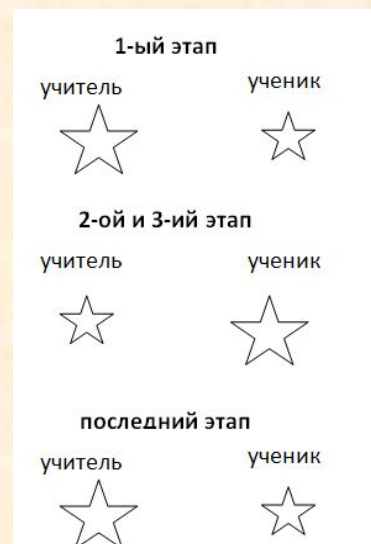 1-ый этап
учитель ученик
2-ой и 3-ий этап
учитель ученик
последний этап
учитель ученик